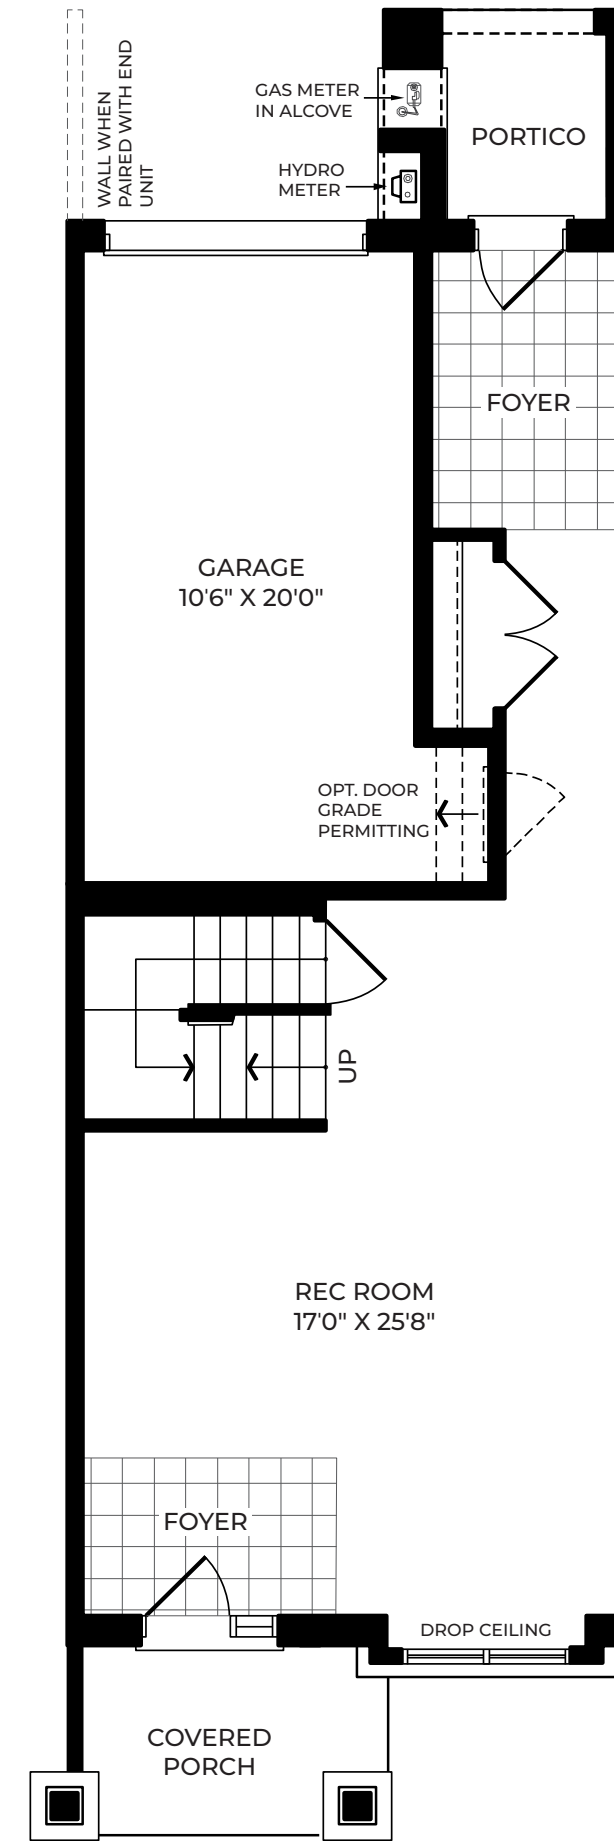 WALL WHEN
PAIRED WITH END
UNIT
GAS METER
IN ALCOVE
PORTICO
HYDRO
METER
FOYER
GARAGE
10'6" X 20'0"
OPT. DOOR
GRADE
PERMITTING
UP
REC ROOM
17'0" X 25'8"
FOYER
DROP CEILING
COVERED
PORCH